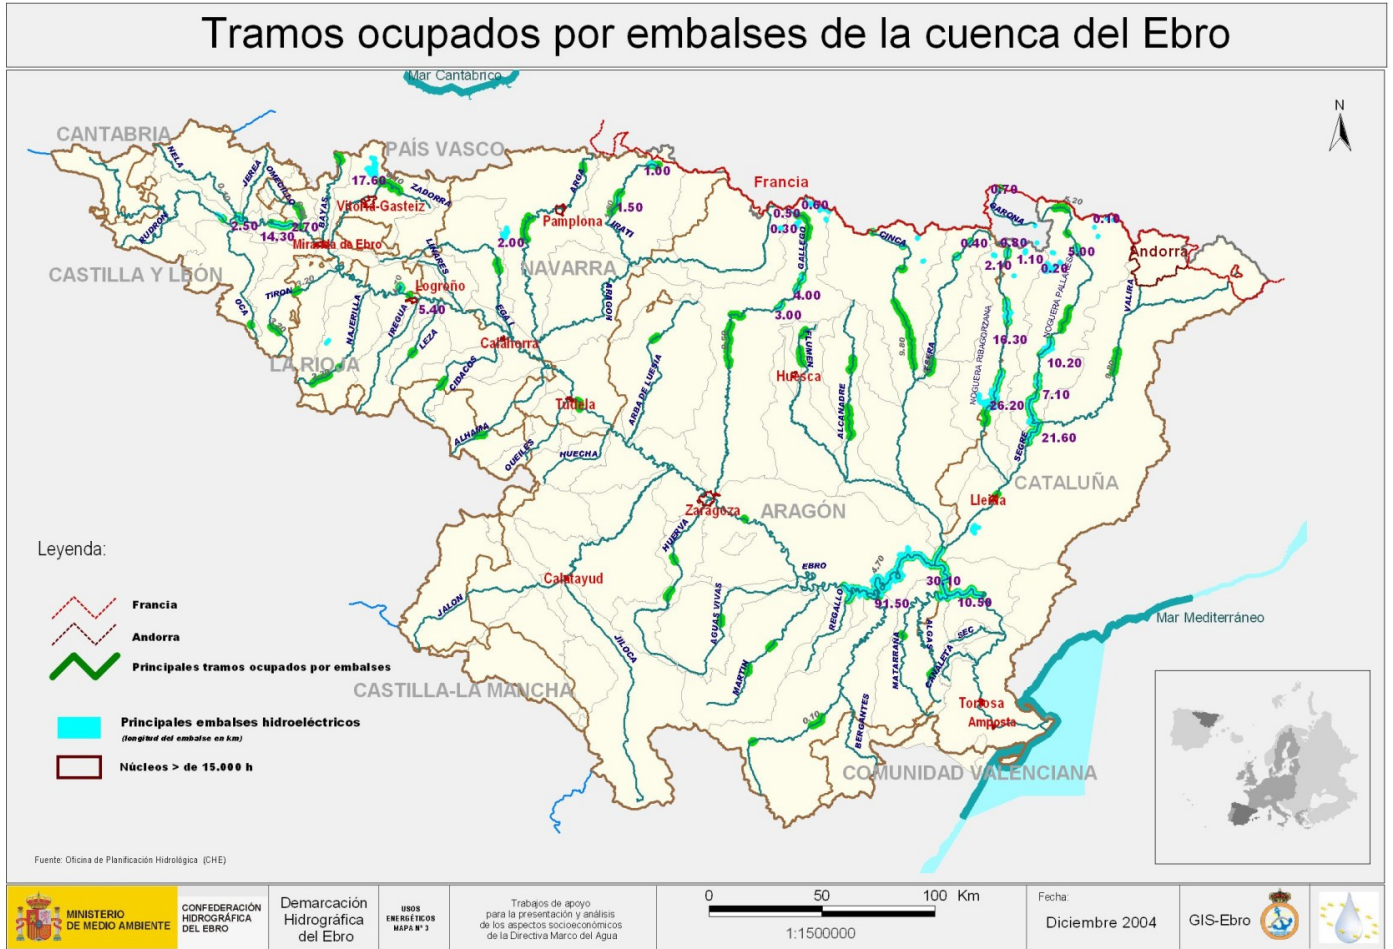 Tramos ocupados por embalses de la cuenca del Ebro
Mar Cantábrico
N
CANTABRIA
PAÍS VASCO
NELA
JEREA
OMECILLO
BAYAS
17.60
ZADORRA
Vitoria-Gasteiz
ARGA
1.00
Francia
0.70
GARONA
5.20
0.10
RUDRON
2.50
14.30
2.70
Miranda de Ebro
Pamplona
1.50
IRATI
0.50
0.60
0.30
GALLEGO
CINCA
0.40
0.80
1.10
2.10
0.20
5.00
Andorra
CASTILLA Y LEÓN
LINARES
2.00
NAVARRA
ARAGON
OCA
TIRON
Logroño
5.40
NAJERILLA
IREGUA
LEZA
EGA I
4.00
3.00
NOGUERA PALLARESA
VALIRA
LA RIOJA
Calahorra
CIDACOS
ARBA DE LUESIA
FLUMEN
Huesca
9.80
ESERA
NOGUERA RIBAGORZANA
16.30
10.20
Tudela
ALHAMA
QUEILES
HUECHA
ALCANADRE
26.20
7.10
SEGRE
21.60
CATALUÑA
Lleida
Zaragoza
ARAGÓN
HUERVA
Leyenda:
Francia
Andorra
Principales tramos ocupados por embalses
Principales embalses hidroeléctricos
(longitud del embalse en km)
Núcleos > de 15.000 h
Calatayud
JALON
JILOCA
EBRO
4.70
30.10
91.50
10.50
REGALLO
AGUAS VIVAS
MARTIN
MATARRAÑA
ALGAS
SEC
CANALETA
BERGANTES
0.10
Mar Mediterráneo
CASTILLA-LA MANCHA
Tortosa
Amposta
COMUNIDAD VALENCIANA
Fuente: Oficina de Planificación Hidrológica (CHE)
MINISTERIO
DE MEDIO AMBIENTE
CONFEDERACIÓN
HIDROGRÁFICA
DEL EBRO
Demarcación
Hidrográfica
del Ebro
USOS
ENERGÉTICOS
MAPA Nº 3
Trabajos de apoyo
para la presentación y análisis
de los aspectos socioeconómicos
de la Directiva Marco del Agua
0 50 100 Km
1:1500000
Fecha:
Diciembre 2004
GIS-Ebro